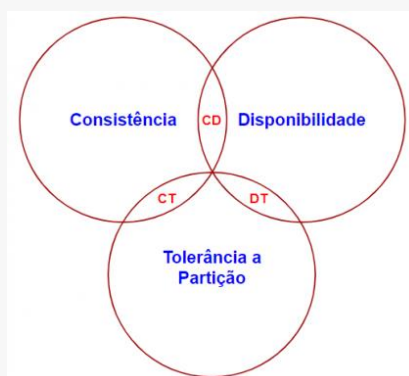 Consistência
CD
Disponibilidade
CT
DT
Tolerância a
Partição